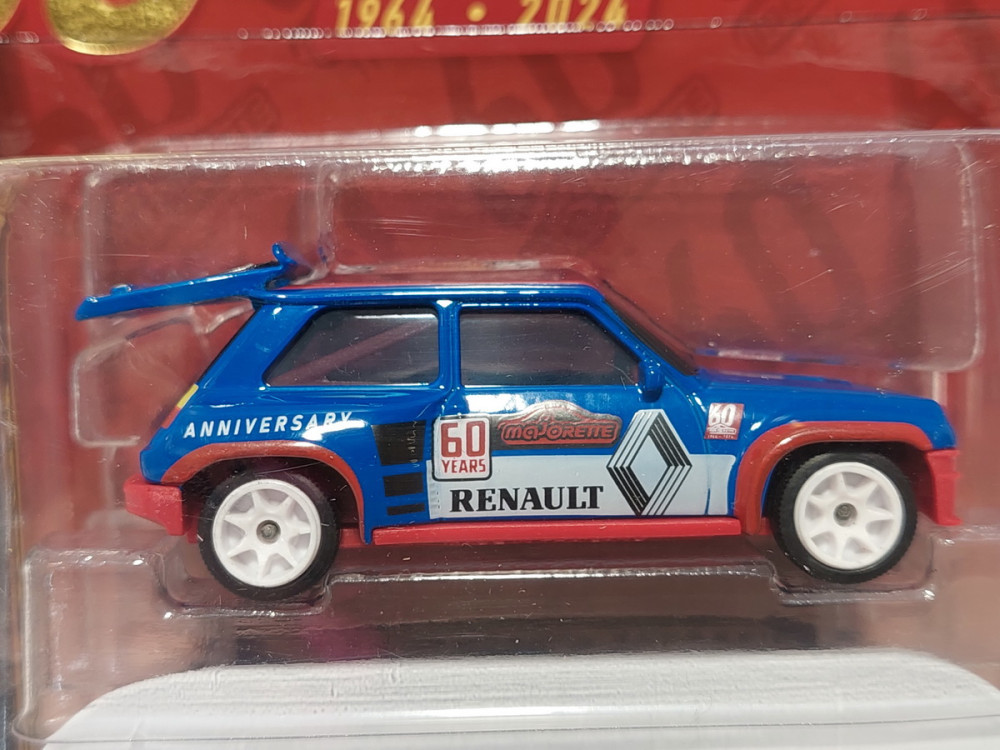 1964 • 2024
ANNIVERSARY
60
YEARS
MAJORETTE
RENAULT
60